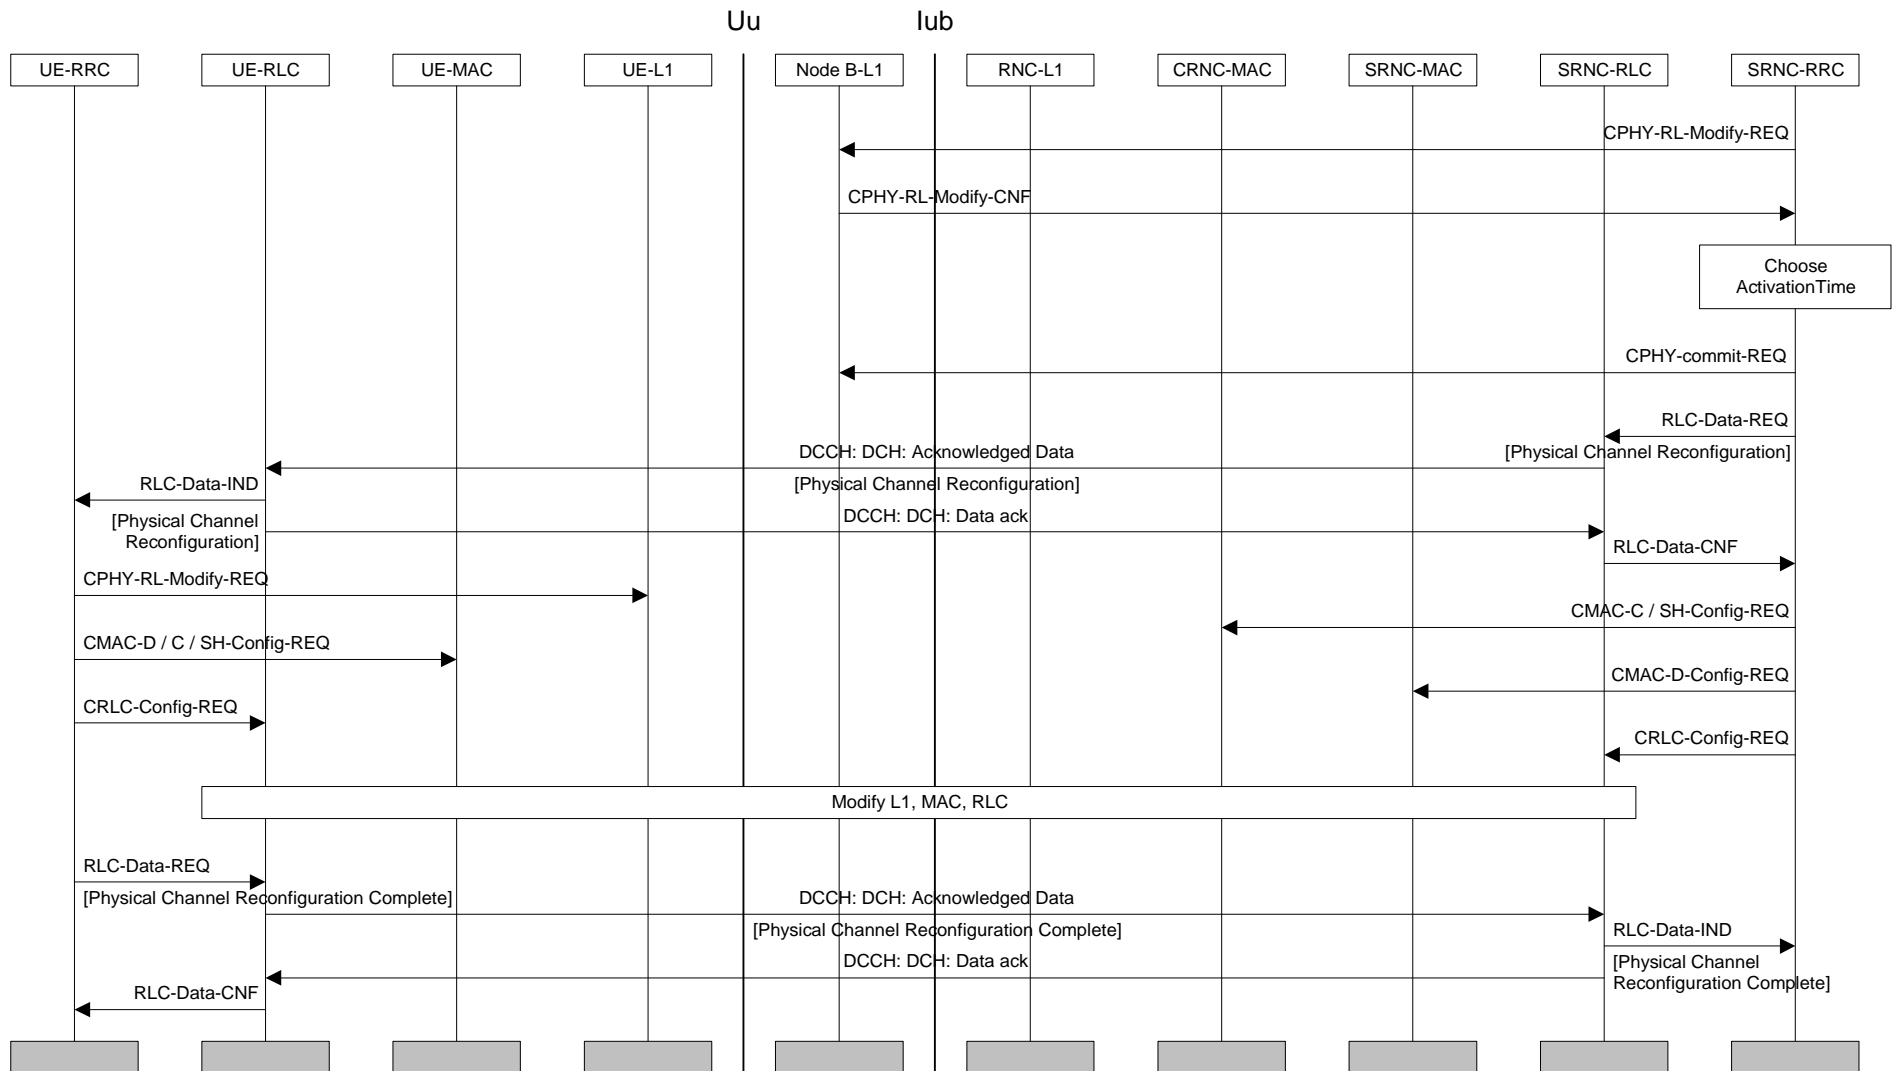 Uu
Iub
UE-RRC
UE-RLC
UE-MAC
UE-L1
Node B-L1
RNC-L1
CRNC-MAC
SRNC-MAC
SRNC-RLC
SRNC-RRC
CPHY-RL-Modify-REQ
CPHY-RL-Modify-CNF
Choose
ActivationTime
CPHY-commit-REQ
RLC-Data-REQ
[Physical Channel Reconfiguration]
DCCH: DCH: Acknowledged Data
[Physical Channel Reconfiguration]
RLC-Data-IND
[Physical Channel
Reconfiguration]
DCCH: DCH: Data ack
RLC-Data-CNF
CPHY-RL-Modify-REQ
CMAC-C / SH-Config-REQ
CMAC-D / C / SH-Config-REQ
CMAC-D-Config-REQ
CRLC-Config-REQ
CRLC-Config-REQ
Modify L1, MAC, RLC
RLC-Data-REQ
[Physical Channel Reconfiguration Complete]
DCCH: DCH: Acknowledged Data
[Physical Channel Reconfiguration Complete]
RLC-Data-IND
[Physical Channel
Reconfiguration Complete]
DCCH: DCH: Data ack
RLC-Data-CNF